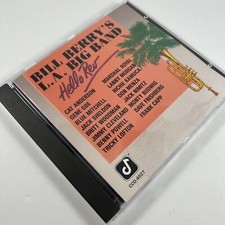 BILL BERRY'S
L.A. BIG BAND
Hello Rev
CAT ANDERSON
GENE GOE
BLUE MITCHELL
JACK SHELDON
BRITT WOODMAN
JIMMY CLEVELAND
BENNY POWELL
TRICKY LOFTON
MARSHAL ROYAL
LANNY MORGAN
RICHIE KAMUCA
DON MENZA
JACK NIMITZ
MONTY BUDWIG
DAVE FRISHBERG
FRANK CAPP
CCD-4027